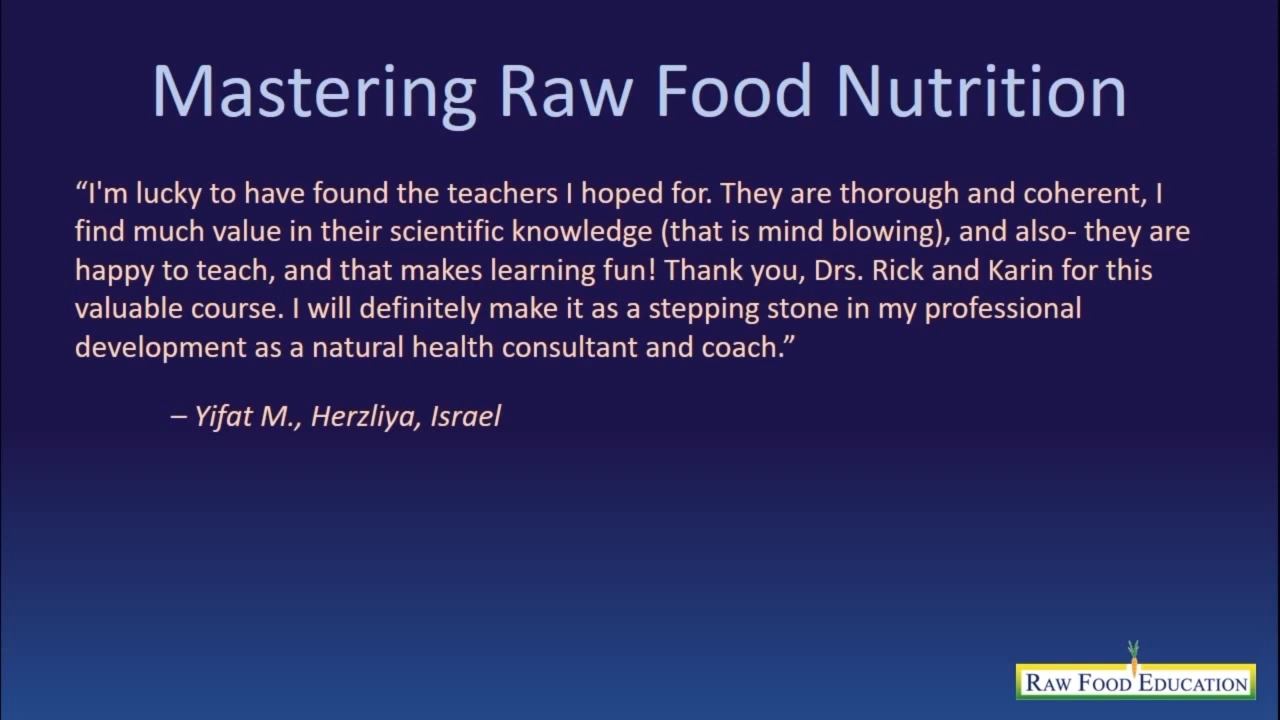 Mastering Raw Food Nutrition
“I'm lucky to have found the teachers I hoped for. They are thorough and coherent, I
find much value in their scientific knowledge (that is mind blowing), and also- they are
happy to teach, and that makes learning fun! Thank you, Drs. Rick and Karin for this
valuable course. I will definitely make it as a stepping stone in my professional
development as a natural health consultant and coach.”
– Yifat M., Herzliya, Israel
RAW FOOD EDUCATION